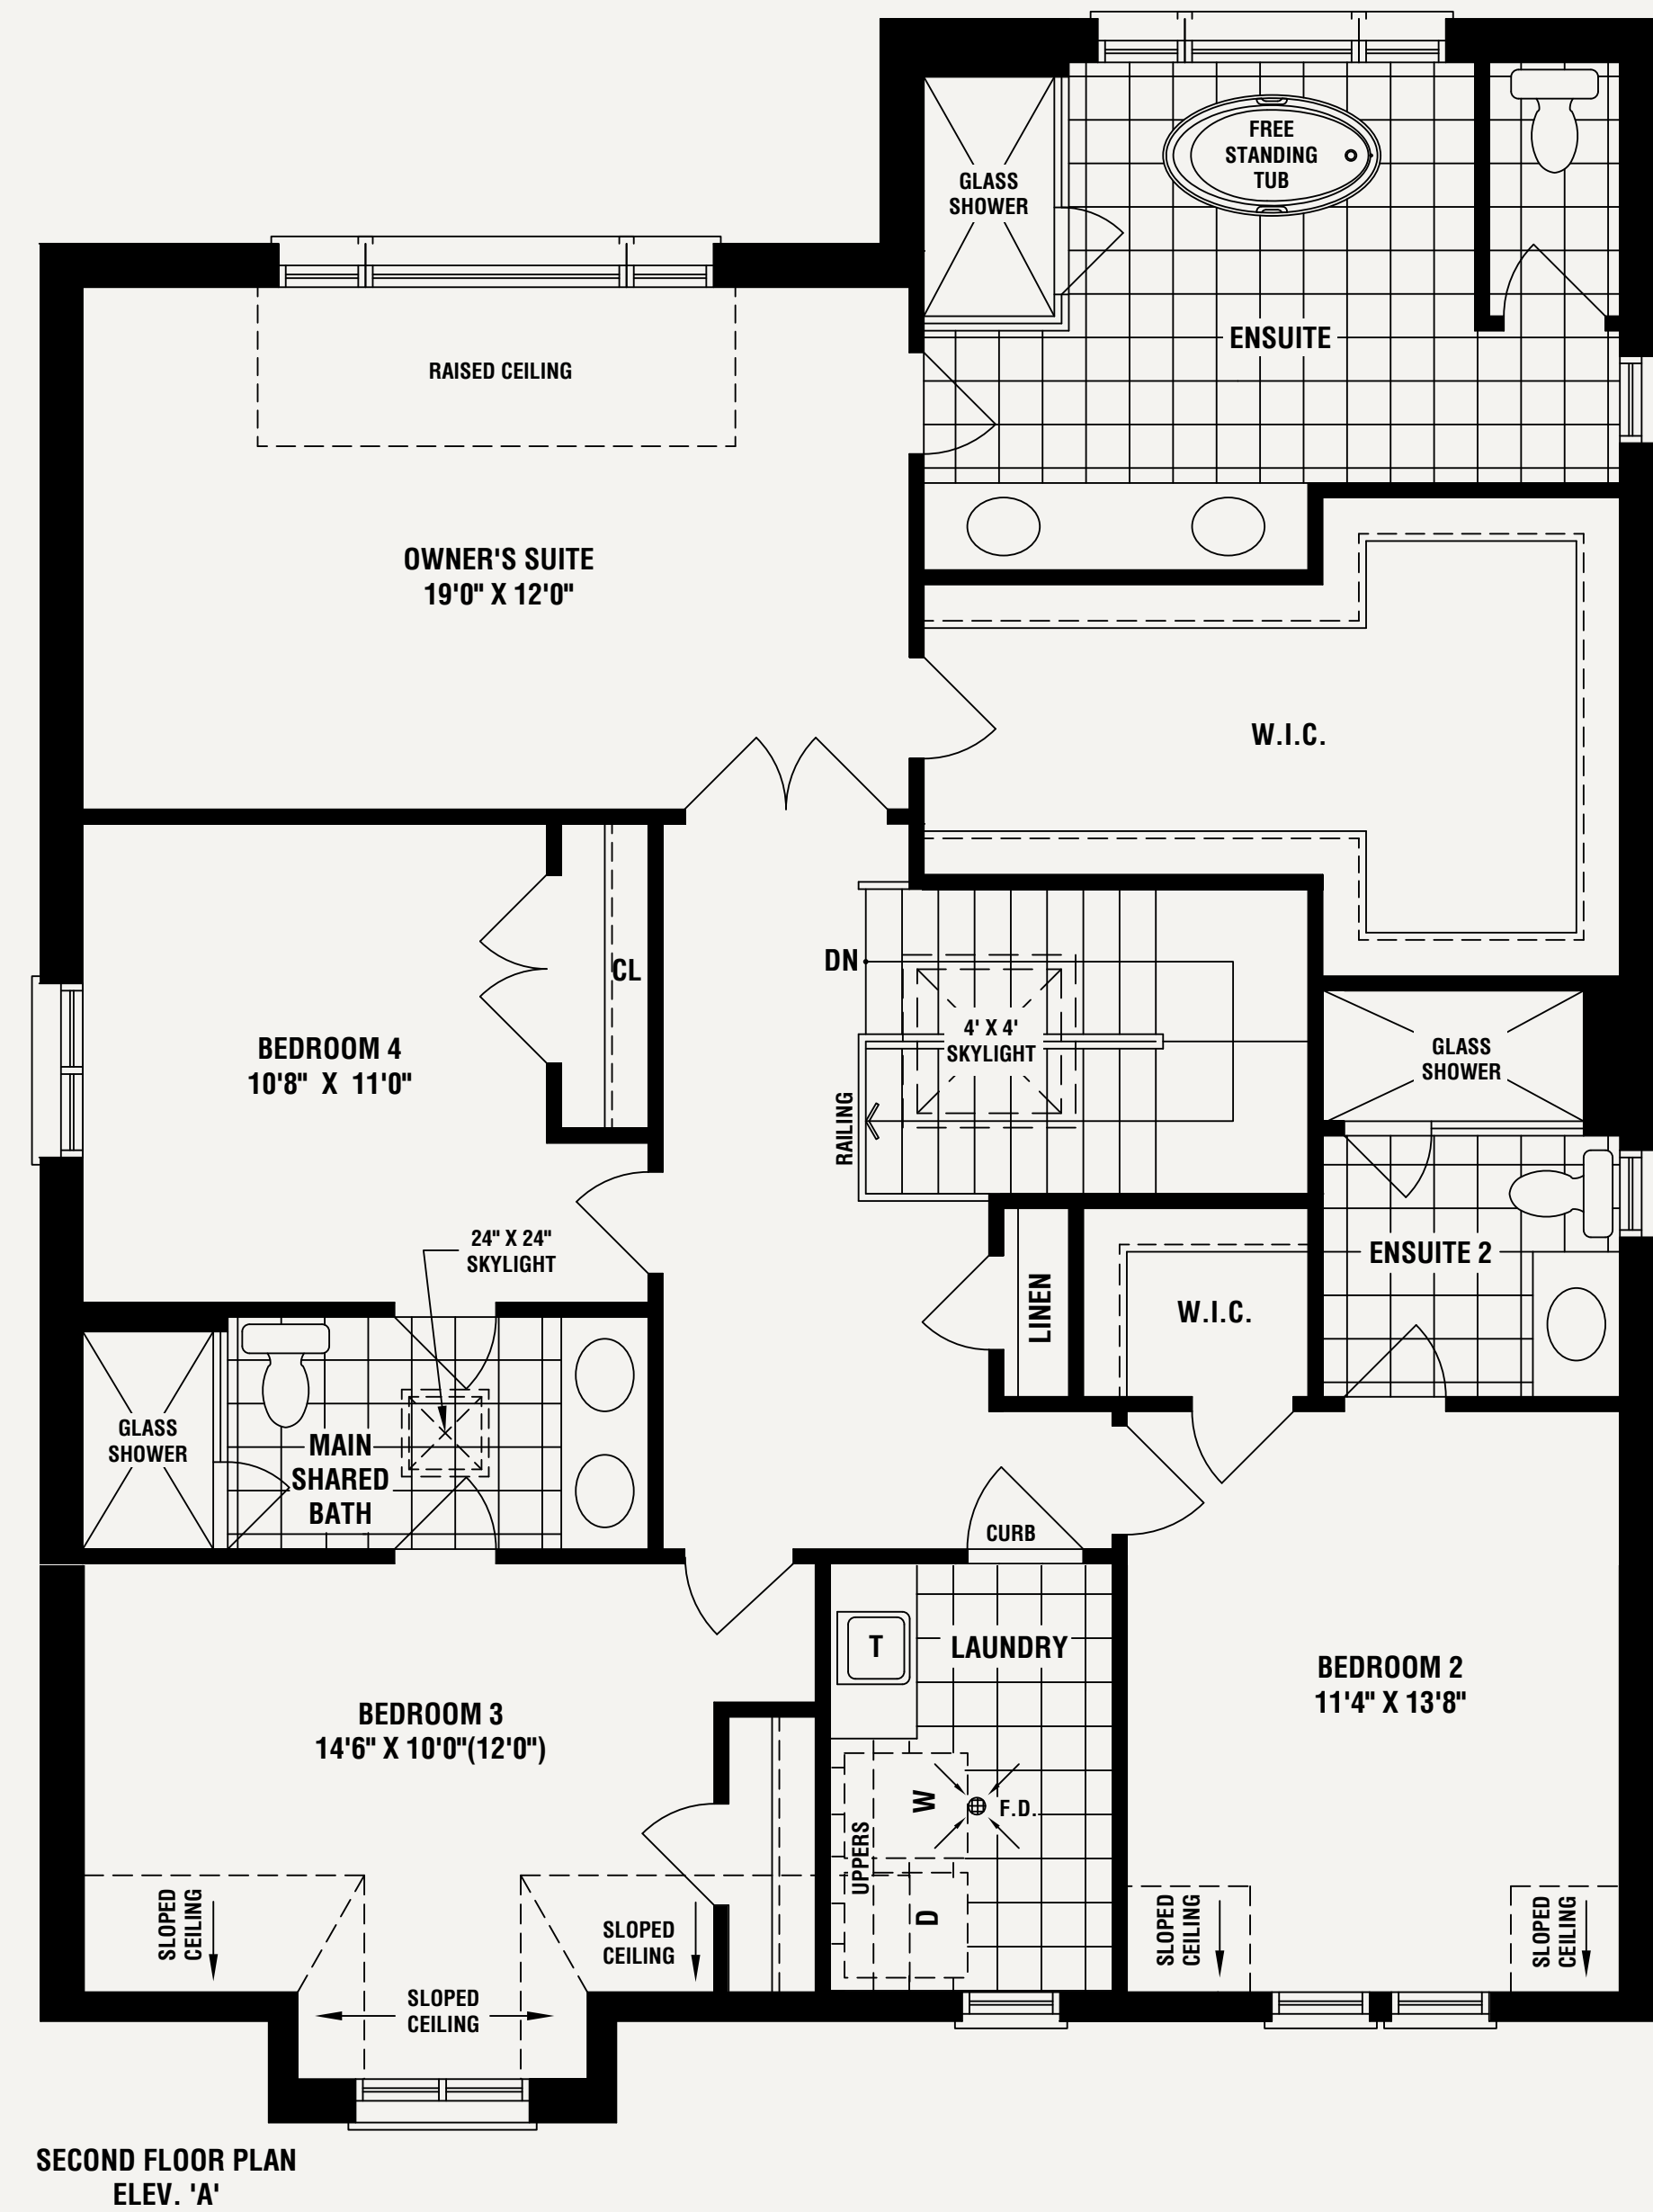 FREE
STANDING
TUB
GLASS
SHOWER
ENSUITE
RAISED CEILING
OWNER'S SUITE
19'0" X 12'0"
W.I.C.
CL
DN
4' X 4'
SKYLIGHT
RAILING
BEDROOM 4
10'8" X 11'0"
GLASS
SHOWER
24" X 24"
SKYLIGHT
ENSUITE 2
LINEN
W.I.C.
GLASS
SHOWER
MAIN
SHARED
BATH
CURB
T
LAUNDRY
BEDROOM 2
11'4" X 13'8"
BEDROOM 3
14'6" X 10'0"(12'0")
W
F.D.
UPPERS
D
SLOPED
CEILING
SLOPED
CEILING
SLOPED
CEILING
SLOPED
CEILING
SLOPED
CEILING
SECOND FLOOR PLAN
ELEV. 'A'